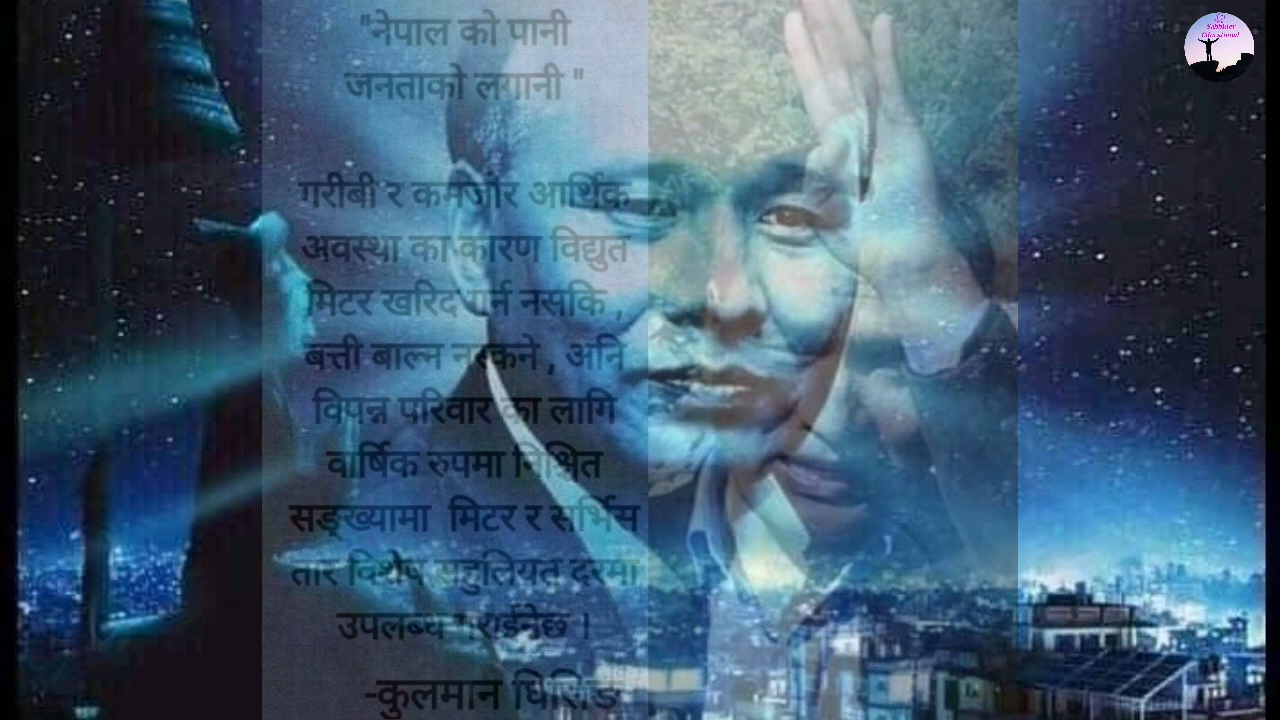 "नेपाल को पानी
जनताको लगानी "
गरीबी र कमजोर आर्थिक
अवस्था का कारण विद्युत
मिटर खरिद गर्न नसकि ,
बत्ती बाल्न नसकने , अनि
विपन्न परिवार का लागि
वार्षिक रुपमा निश्चित
सङ्ख्यामा मिटर र सर्भिस
तार विशेष सहुलियत दरमा
उपलब्ध गराईनेछ ।
-कुलमान घिसिङ
Educational